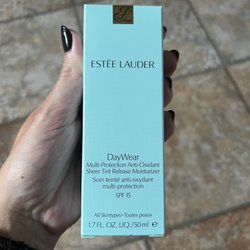 ESTĒE LAUDER
DayWear
Multi-Protection Anti-Oxidant
Sheer Tint Release Moisturizer
Soin teinté anti-oxydant
multi-protection
SPF 15
All Skintypes • Toutes peaux
1.7 FL. OZ. LIQ./50ml e